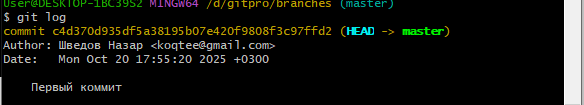 User@DESKTOP-1BC39S2 MINGW64 /d/gitpro/branches (master)
$ git log
commit c4d370d935df5a38195b07e420f9808f3c97ffd2 (HEAD -> master)
Author: Шведов Назар <koqtee@gmail.com>
Date:   Mon Oct 20 17:55:20 2025 +0300
    Первый коммит